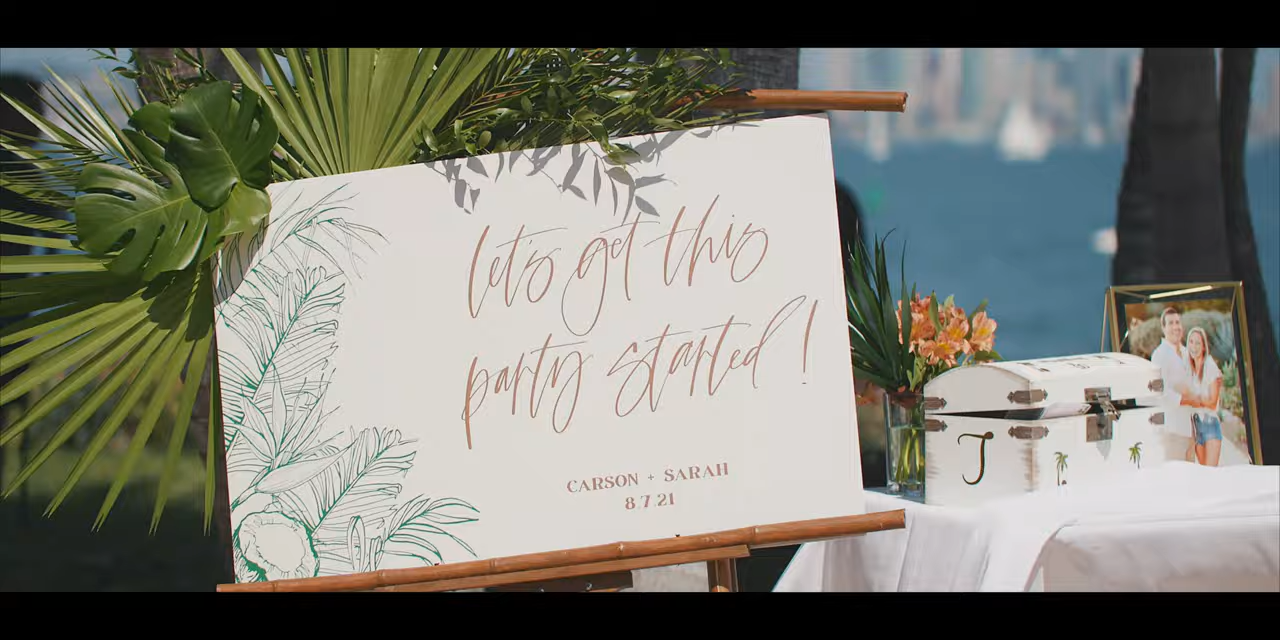 let's get this
party started!
CARSON + SARAH
8.7.21
J